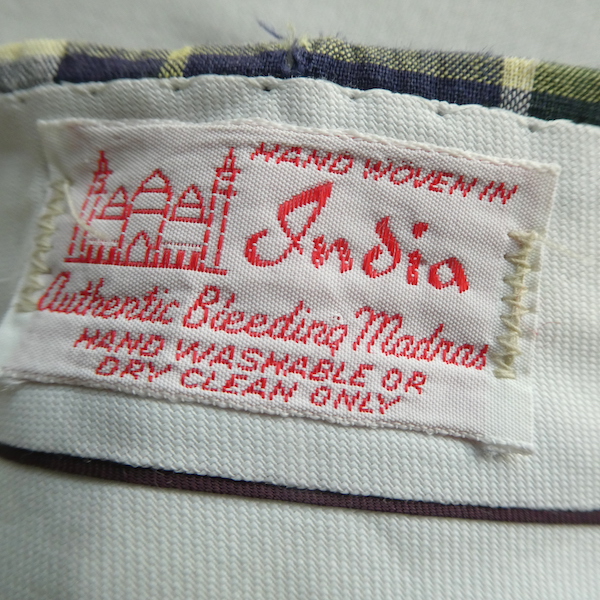 HAND WOVEN IN
India
Authentic Bleeding Madras
HAND WASHABLE OR
DRY CLEAN ONLY